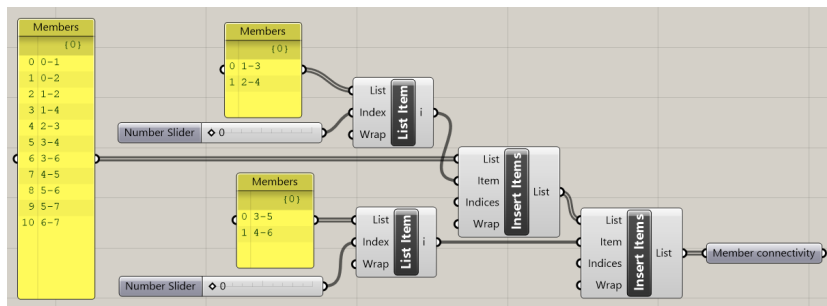 Members
{0}
0 0-1
1 0-2
2 1-2
3 1-4
4 2-3
5 3-4
6 3-6
7 4-5
8 5-6
9 5-7
10 6-7
Members
{0}
0 1-3
1 2-4
Number Slider 0
List
Index
Wrap
List Item
i
Members
{0}
0 3-5
1 4-6
Number Slider 0
List
Index
Wrap
List Item
i
List
Item
Indices
Wrap
Insert Items
List
List
Item
Indices
Wrap
Insert Items
List
Member connectivity